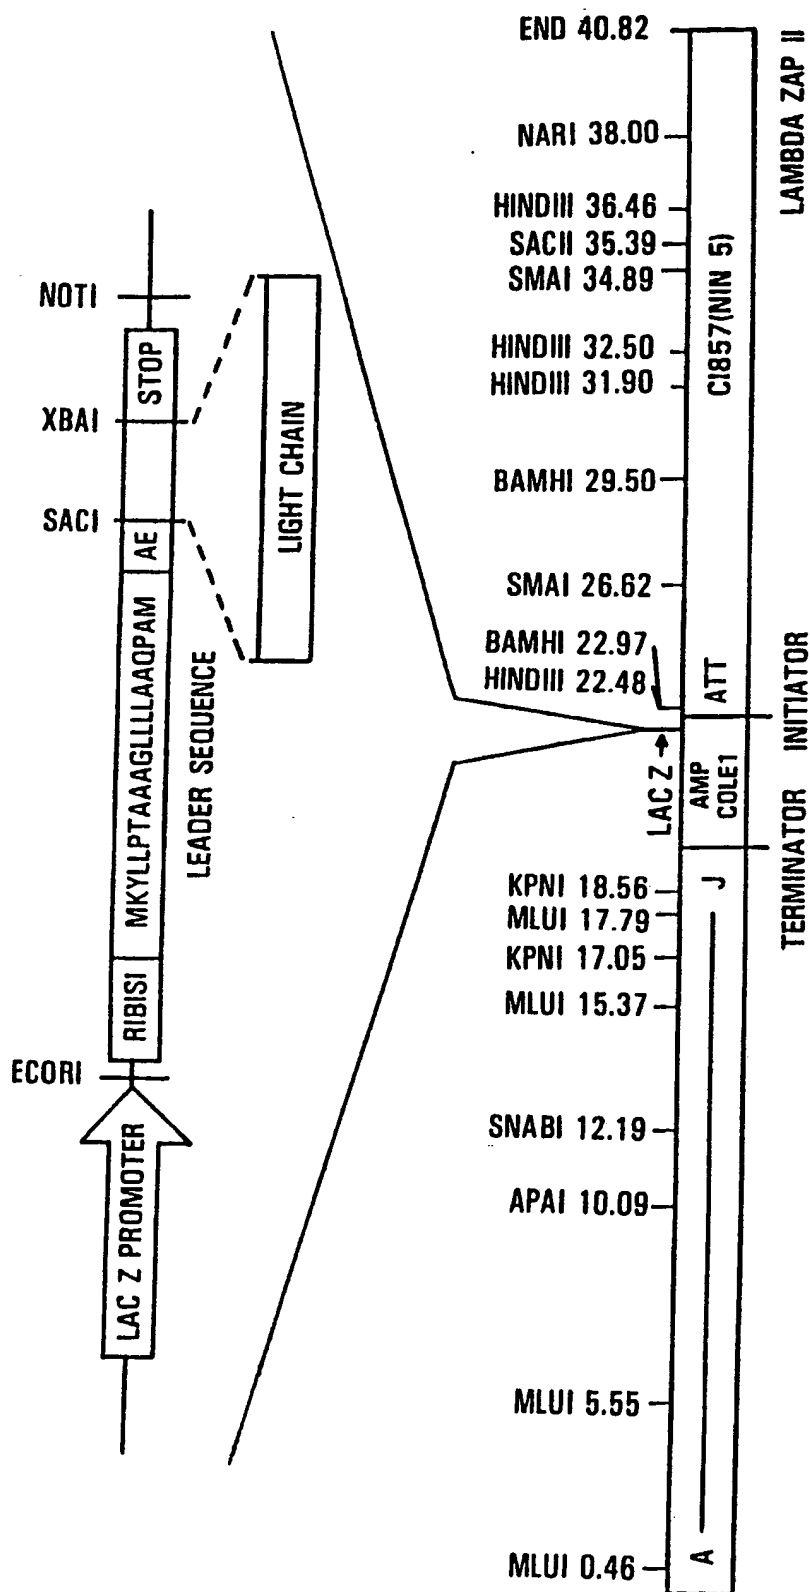 NOTI
XBAI
SACI
ECORI
STOP
AE
MKYLLPTAAAGLLLLAAQPAM
RIBISI
LAC Z PROMOTER
LEADER SEQUENCE
LIGHT CHAIN
END 40.82
NARI 38.00
HINDIII 36.46
SACII 35.39
SMAI 34.89
HINDIII 32.50
HINDIII 31.90
BAMHI 29.50
SMAI 26.62
BAMHI 22.97
HINDIII 22.48
LAC Z
KPNI 18.56
MLUI 17.79
KPNI 17.05
MLUI 15.37
SNABI 12.19
APAI 10.09
MLUI 5.55
MLUI 0.46
CI857(NIN 5)
ATT
AMP
COLE1
J
A
LAMBDA ZAP II
INITIATOR
TERMINATOR